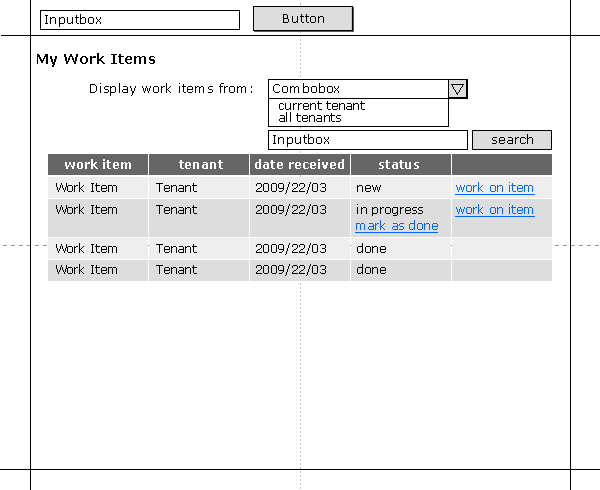 Inputbox Button
My Work Items
Display work items from: Combobox
current tenant
all tenants
Inputbox search
work item tenant date received status
Work Item Tenant 2009/22/03 new work on item
Work Item Tenant 2009/22/03 in progress work on item
mark as done
Work Item Tenant 2009/22/03 done
Work Item Tenant 2009/22/03 done